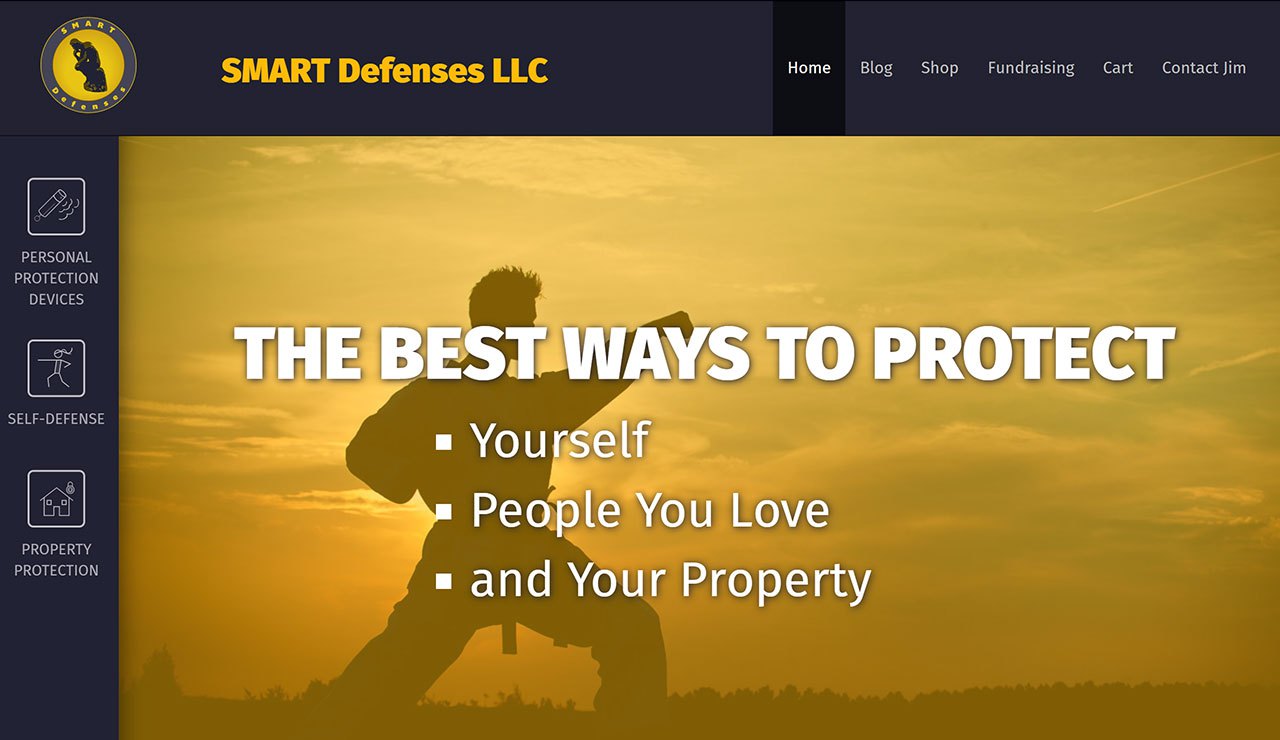 SMART
Defenses
SMART Defenses LLC
Home
Blog
Shop
Fundraising
Cart
Contact Jim
PERSONAL
PROTECTION
DEVICES
SELF-DEFENSE
PROPERTY
PROTECTION
THE BEST WAYS TO PROTECT
Yourself
People You Love
and Your Property